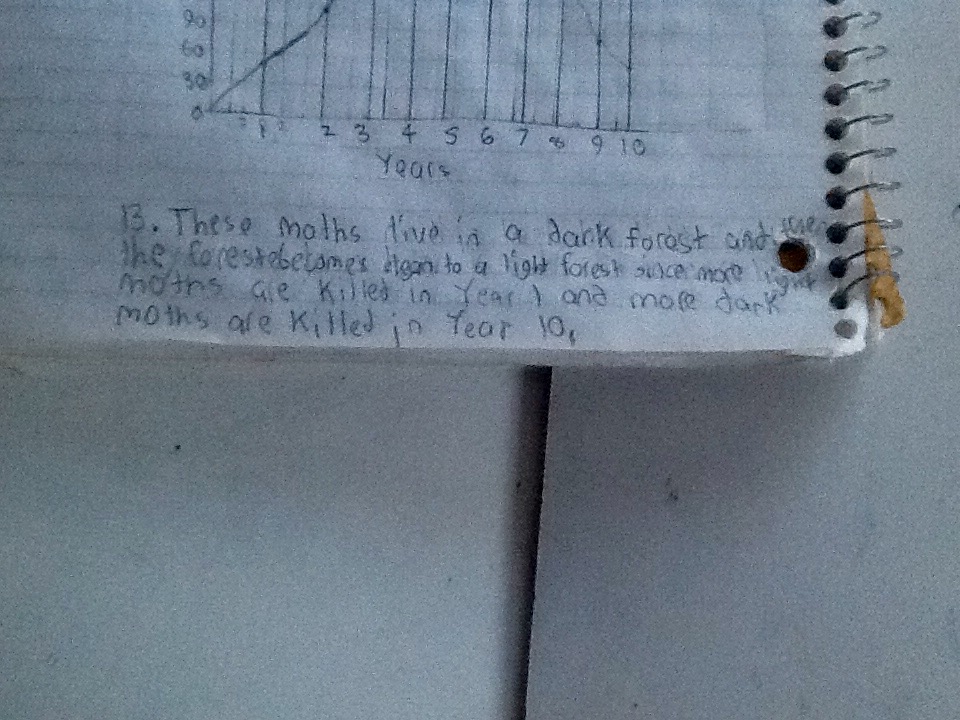 90
60
30
0
1 2 3 4 5 6 7 8 9 10
Years
13. These moths live in a dark forest and
the forest becomes again to a light forest since more light
moths are killed in Year 1 and more dark
moths are killed in Year 10.